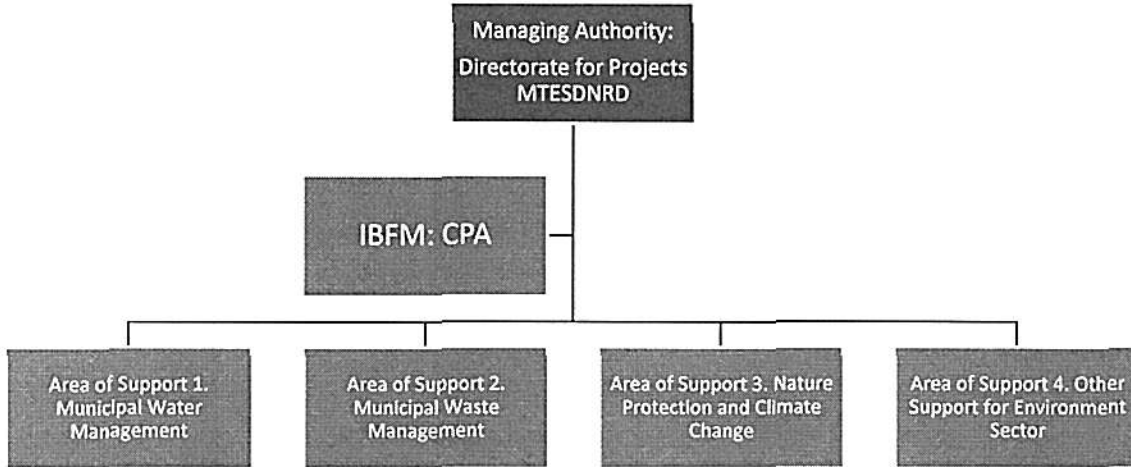 Managing Authority:
Directorate for Projects
MTESDNRD
IBFM: CPA
Area of Support 1.
Municipal Water
Management
Area of Support 2.
Municipal Waste
Management
Area of Support 3. Nature
Protection and Climate
Change
Area of Support 4. Other
Support for Environment
Sector